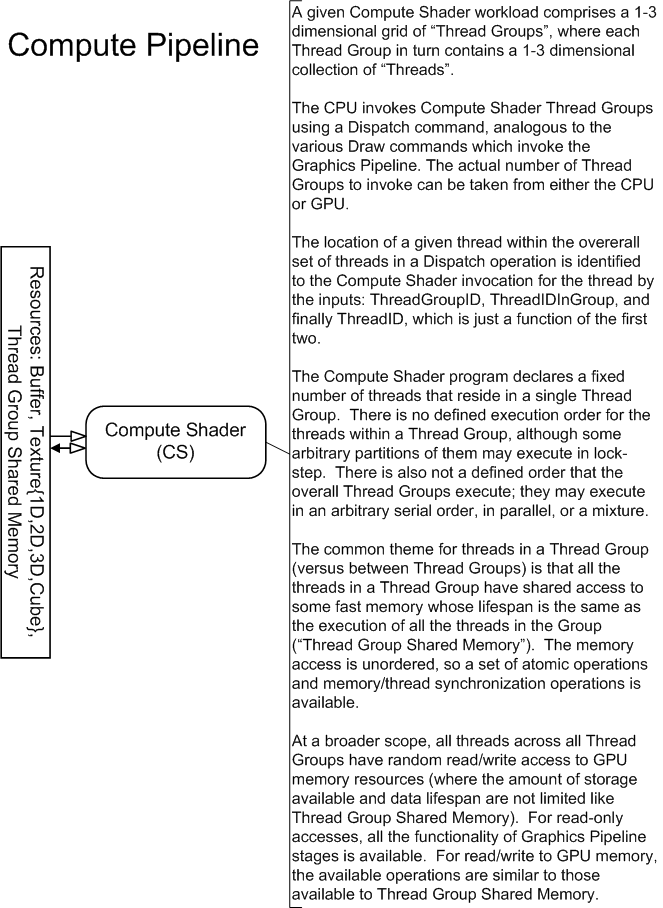 Compute Pipeline
Resources: Buffer, Texture{1D,2D,3D,Cube},
Thread Group Shared Memory
Compute Shader
(CS)
A given Compute Shader workload comprises a 1-3
dimensional grid of “Thread Groups”, where each
Thread Group in turn contains a 1-3 dimensional
collection of “Threads”.
The CPU invokes Compute Shader Thread Groups
using a Dispatch command, analogous to the
various Draw commands which invoke the
Graphics Pipeline. The actual number of Thread
Groups to invoke can be taken from either the CPU
or GPU.
The location of a given thread within the overerall
set of threads in a Dispatch operation is identified
to the Compute Shader invocation for the thread by
the inputs: ThreadGroupID, ThreadIDInGroup, and
finally ThreadID, which is just a function of the first
two.
The Compute Shader program declares a fixed
number of threads that reside in a single Thread
Group.  There is no defined execution order for the
threads within a Thread Group, although some
arbitrary partitions of them may execute in lock-
step.  There is also not a defined order that the
overall Thread Groups execute; they may execute
in an arbitrary serial order, in parallel, or a mixture.
The common theme for threads in a Thread Group
(versus between Thread Groups) is that all the
threads in a Thread Group have shared access to
some fast memory whose lifespan is the same as
the execution of all the threads in the Group
(“Thread Group Shared Memory”).  The memory
access is unordered, so a set of atomic operations
and memory/thread synchronization operations is
available.
At a broader scope, all threads across all Thread
Groups have random read/write access to GPU
memory resources (where the amount of storage
available and data lifespan are not limited like
Thread Group Shared Memory).  For read-only
accesses, all the functionality of Graphics Pipeline
stages is available.  For read/write to GPU memory,
the available operations are similar to those
available to Thread Group Shared Memory.